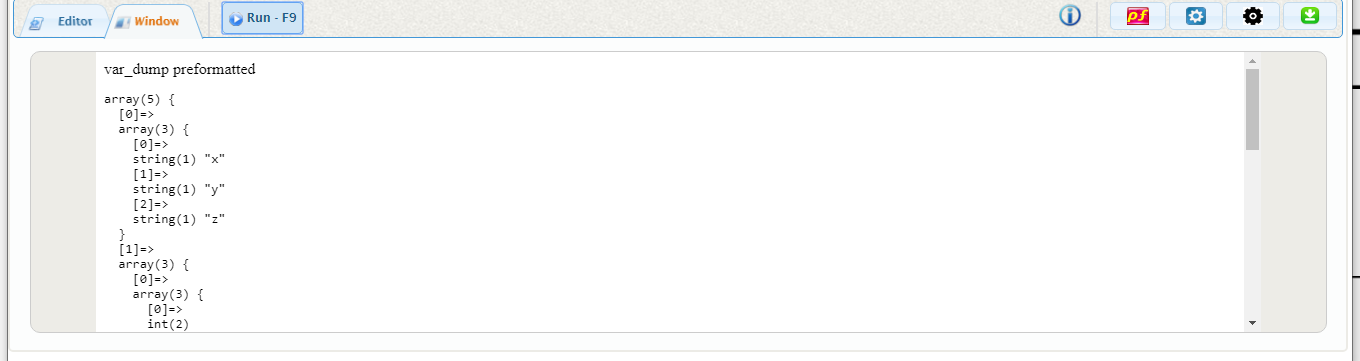 Editor Window Run - F9 pf
var_dump preformatted
array(5) {
  [0]=>
  array(3) {
    [0]=>
    string(1) "x"
    [1]=>
    string(1) "y"
    [2]=>
    string(1) "z"
  }
  [1]=>
  array(3) {
    [0]=>
    array(3) {
      [0]=>
      int(2)